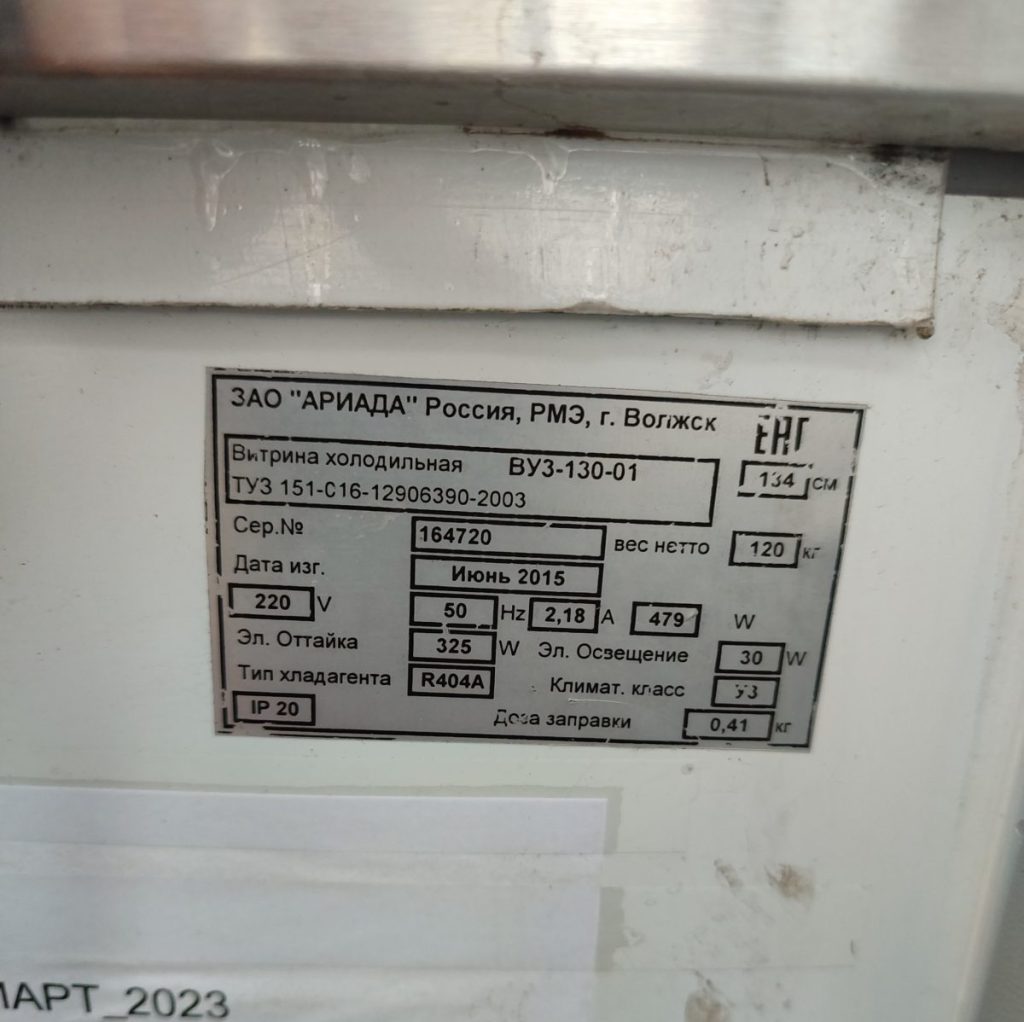 ЗАО "АРИАДА" Россия, РМЭ, г. Волжск
ЕАС
Витрина холодильная ВУ3-130-01
134 см
ТУ3 151-016-12906390-2003
Сер.№ 164720 вес нетто 120 кг
Дата изг. Июнь 2015
220 V 50 Hz 2,18 A 479 W
Эл. Оттайка 325 W Эл. Освещение 30 W
Тип хладагента R404A Климат. класс У3
IP 20 Доза заправки 0,41 кг
МАРТ_2023